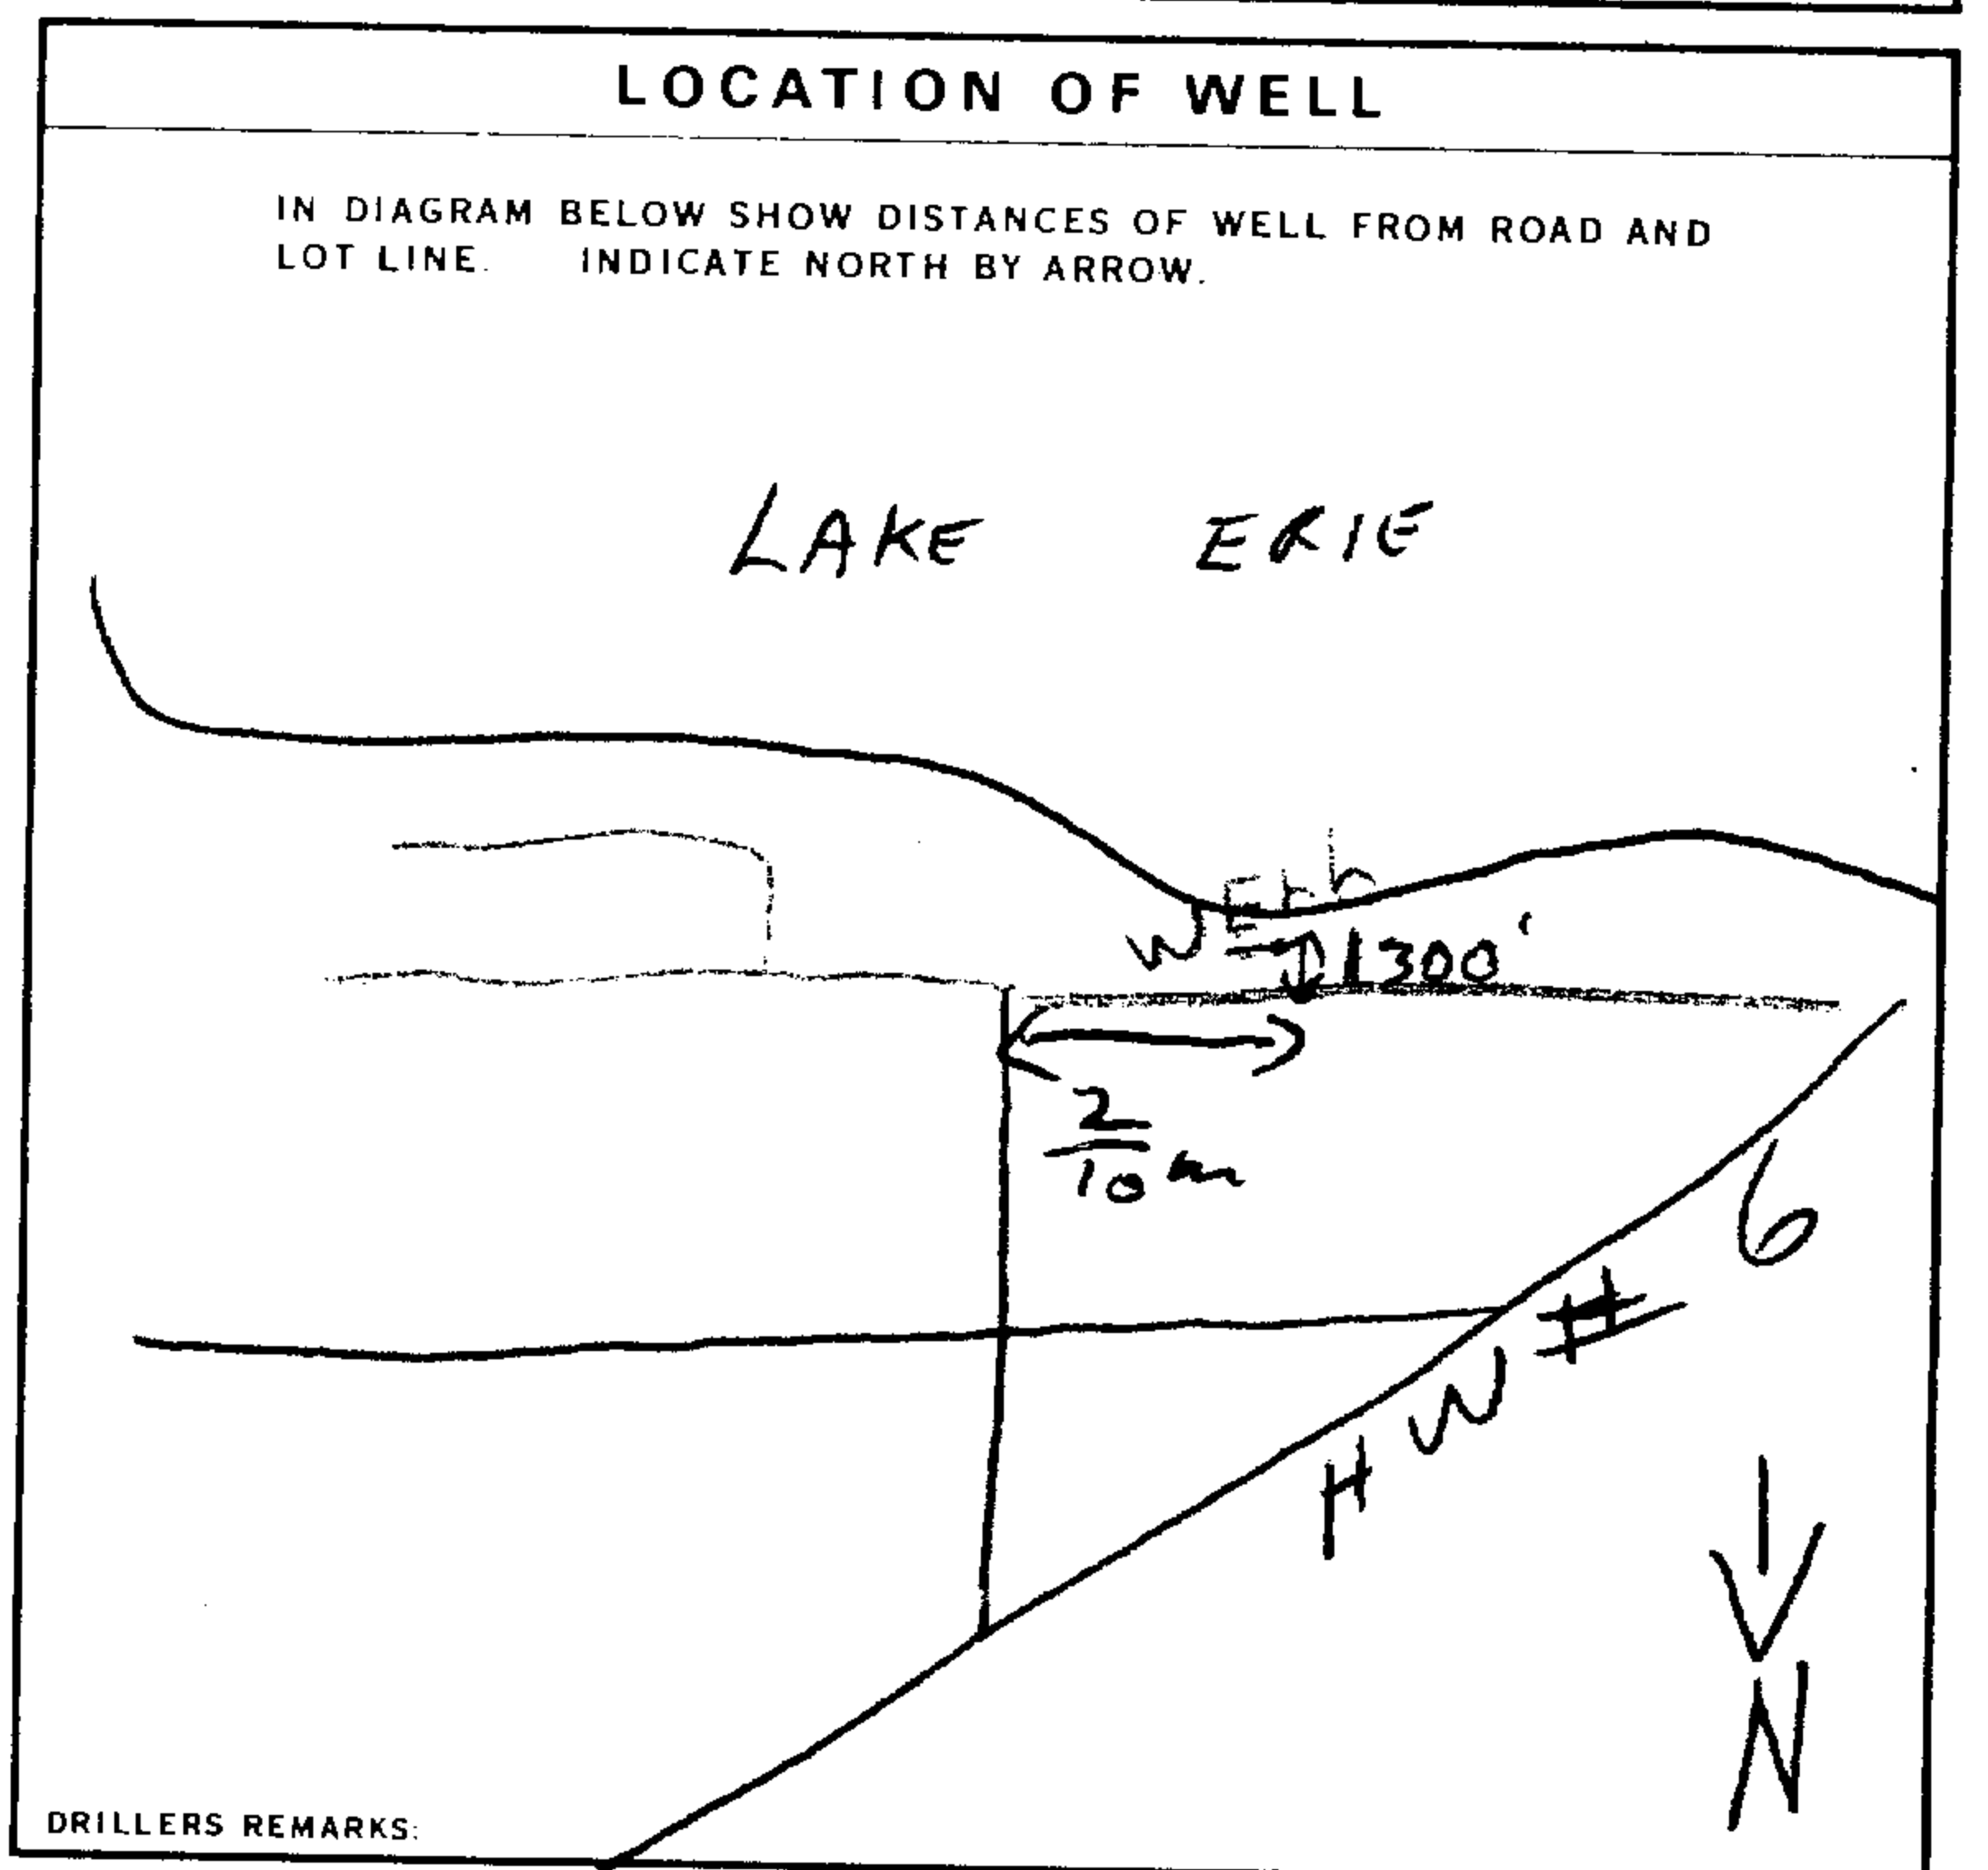 LOCATION OF WELL
IN DIAGRAM BELOW SHOW DISTANCES OF WELL FROM ROAD AND
LOT LINE. INDICATE NORTH BY ARROW.
LAKE ERIE
1300'
2/10 m
HW # 6
N
DRILLERS REMARKS: